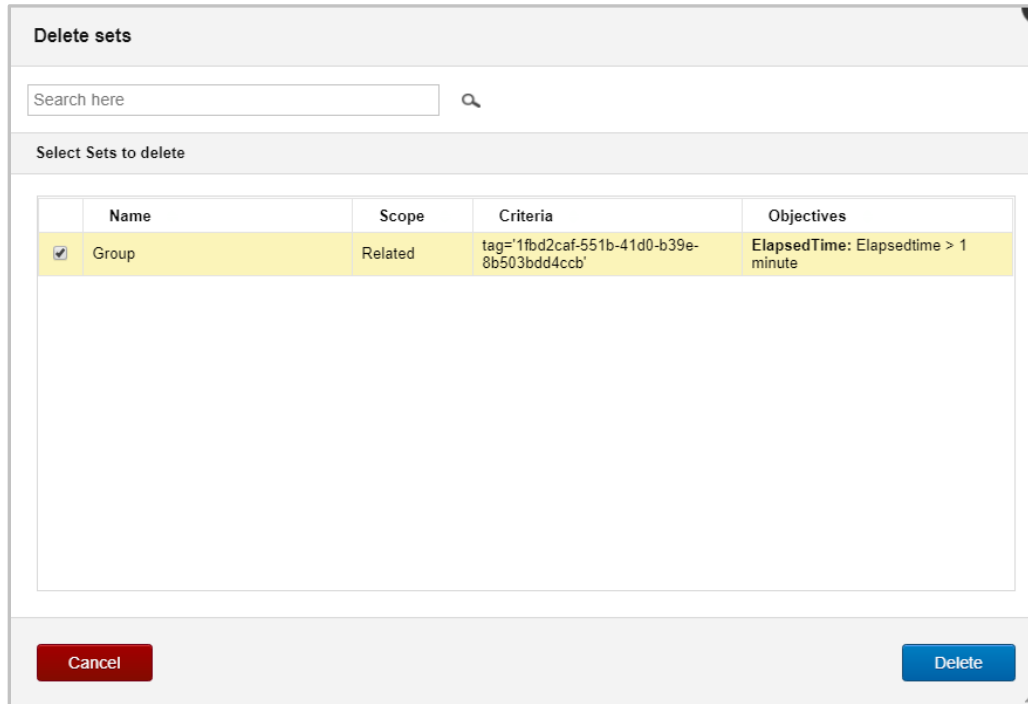 Delete sets
Search here
Select Sets to delete
Name Scope Criteria Objectives
Group Related tag='1fbd2caf-551b-41d0-b39e-8b503bdd4ccb' ElapsedTime: Elapsedtime > 1 minute
Cancel Delete